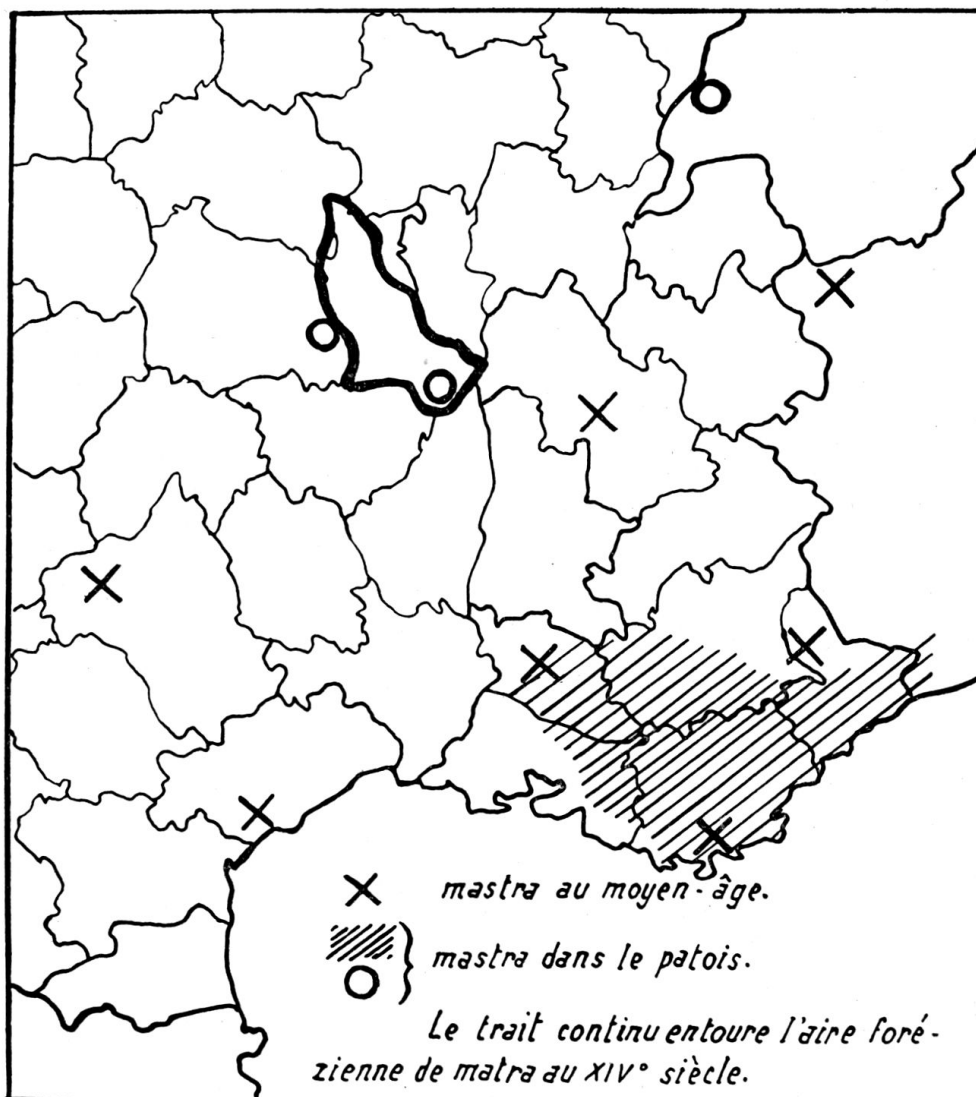 mastra au moyen-âge.
mastra dans le patois.
Le trait continu entoure l'aire foré-
zienne de matra au XIV° siècle.